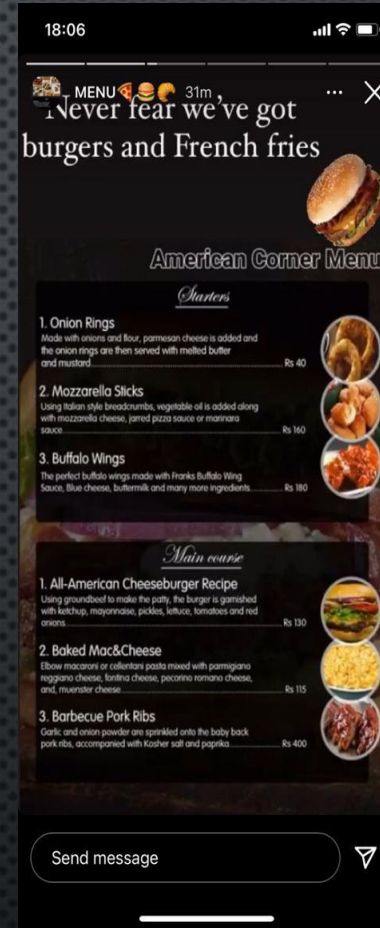 18:06
MENU🍕🍔🥐 31m
Never fear we've got
burgers and French fries
American Corner Menu
Starters
1. Onion Rings
Made with onions and flour, parmesan cheese is added and
the onion rings are then served with melted butter
and mustard Rs 40
2. Mozzarella Sticks
Using Italian style breadcrumbs, vegetable oil is added along
with mozzarella cheese, jarred pizza sauce or marinara
sauce Rs 160
3. Buffalo Wings
The perfect buffalo wings made with Franks Buffalo Wing
Sauce, Blue cheese, buttermilk and many more ingredients Rs 180
Main course
1. All-American Cheeseburger Recipe
Using groundbeef to make the patty, the burger is garnished
with ketchup, mayonnaise, pickles, lettuce, tomatoes and red
onions Rs 130
2. Baked Mac&Cheese
Elbow macaroni or cellentani pasta mixed with parmigiano
reggiano cheese, fontina cheese, pecorino romano cheese,
and, muenster cheese Rs 115
3. Barbecue Pork Ribs
Garlic and onion powder are sprinkled onto the baby back
pork ribs, accompanied with Kosher salt and paprika Rs 400
Send message